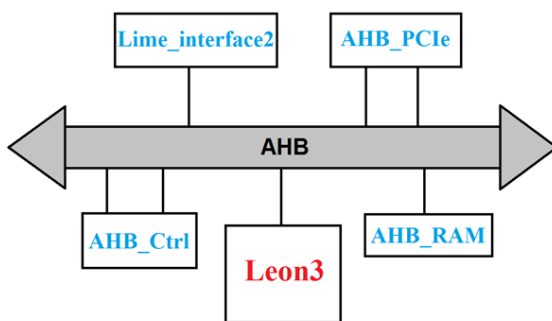 Lime_interface2
AHB_PCIe
AHB
AHB_Ctrl
Leon3
AHB_RAM